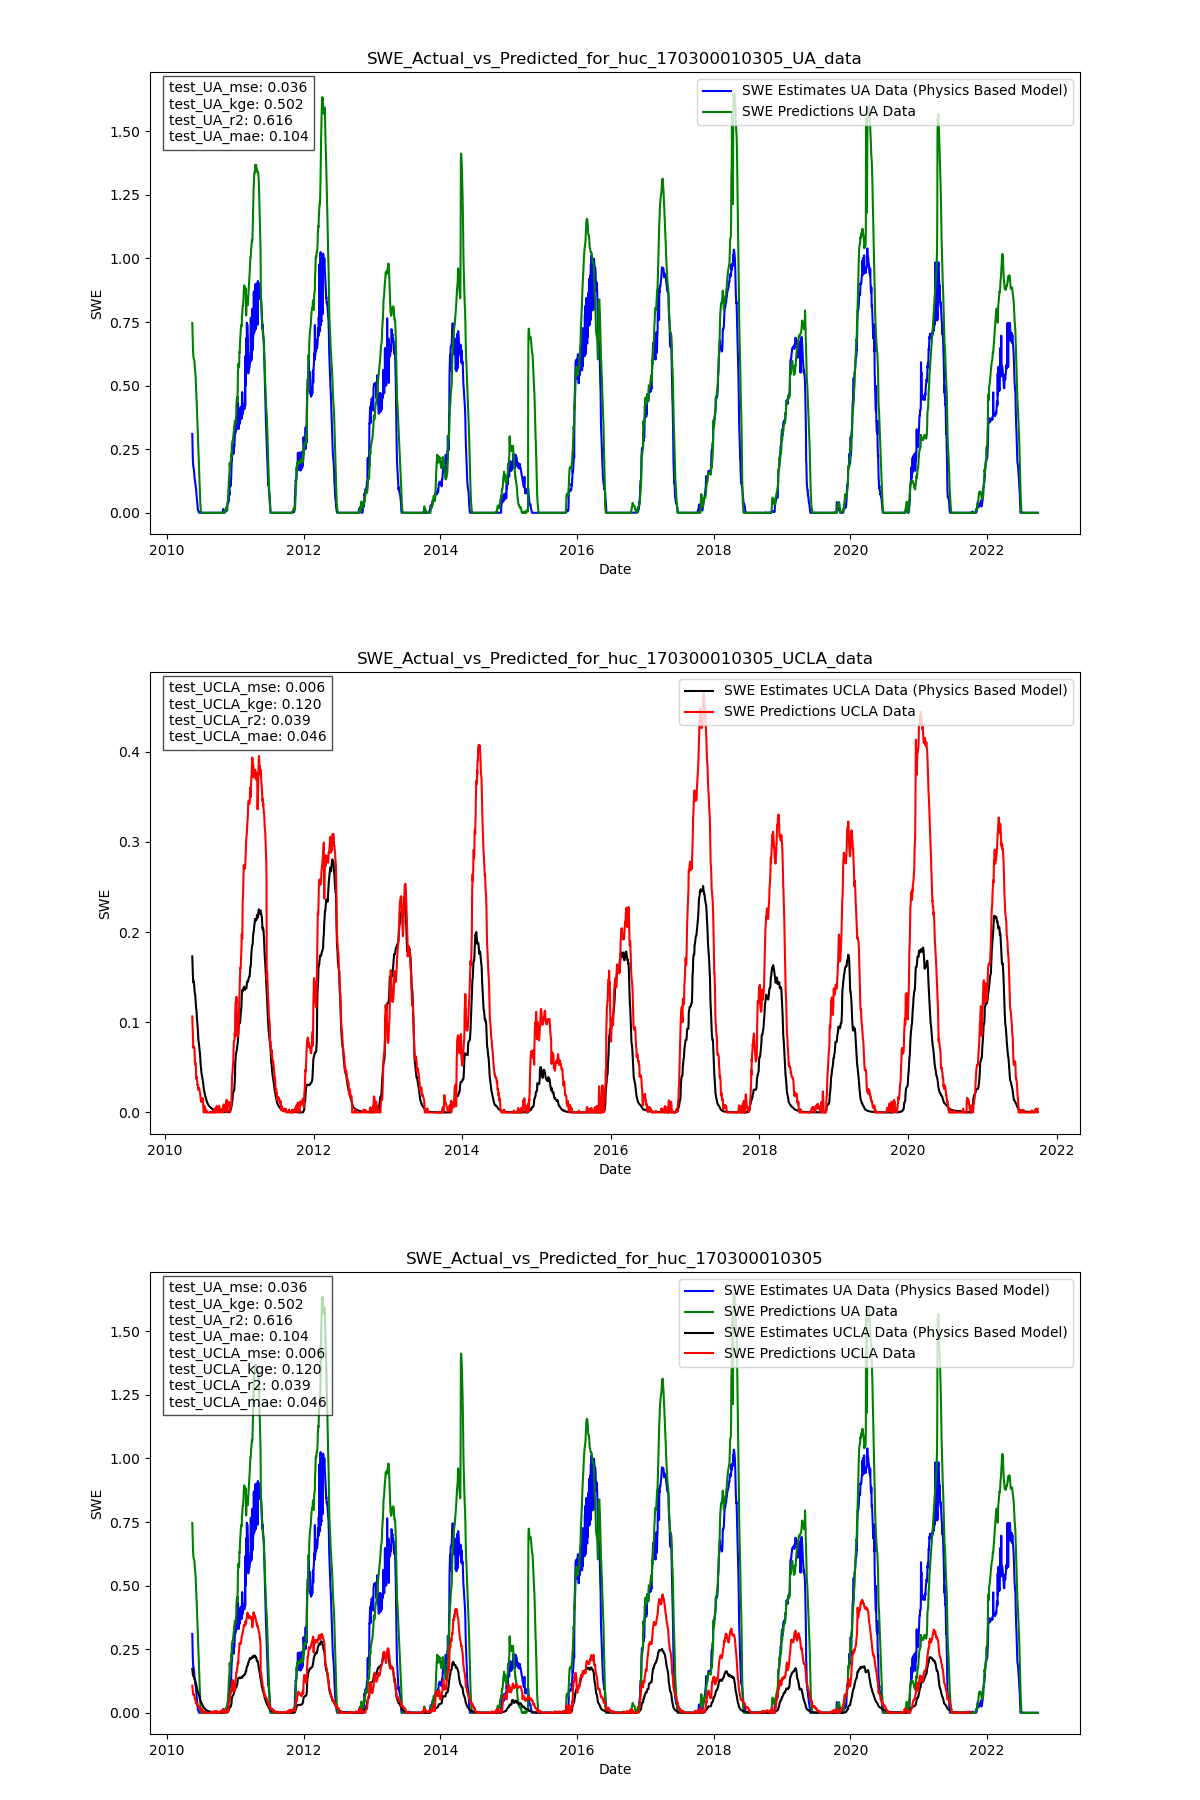 SWE_Actual_vs_Predicted_for_huc_170300010305_UA_data
test_UA_mse: 0.036
test_UA_kge: 0.502
test_UA_r2: 0.616
test_UA_mae: 0.104
SWE Estimates UA Data (Physics Based Model)
SWE Predictions UA Data
1.50
1.25
1.00
0.75
0.50
0.25
0.00
SWE
2010 2012 2014 2016 2018 2020 2022
Date
SWE_Actual_vs_Predicted_for_huc_170300010305_UCLA_data
test_UCLA_mse: 0.006
test_UCLA_kge: 0.120
test_UCLA_r2: 0.039
test_UCLA_mae: 0.046
SWE Estimates UCLA Data (Physics Based Model)
SWE Predictions UCLA Data
0.4
0.3
0.2
0.1
0.0
SWE
2010 2012 2014 2016 2018 2020 2022
Date
SWE_Actual_vs_Predicted_for_huc_170300010305
test_UA_mse: 0.036
test_UA_kge: 0.502
test_UA_r2: 0.616
test_UA_mae: 0.104
test_UCLA_mse: 0.006
test_UCLA_kge: 0.120
test_UCLA_r2: 0.039
test_UCLA_mae: 0.046
SWE Estimates UA Data (Physics Based Model)
SWE Predictions UA Data
SWE Estimates UCLA Data (Physics Based Model)
SWE Predictions UCLA Data
1.50
1.25
1.00
0.75
0.50
0.25
0.00
SWE
2010 2012 2014 2016 2018 2020 2022
Date